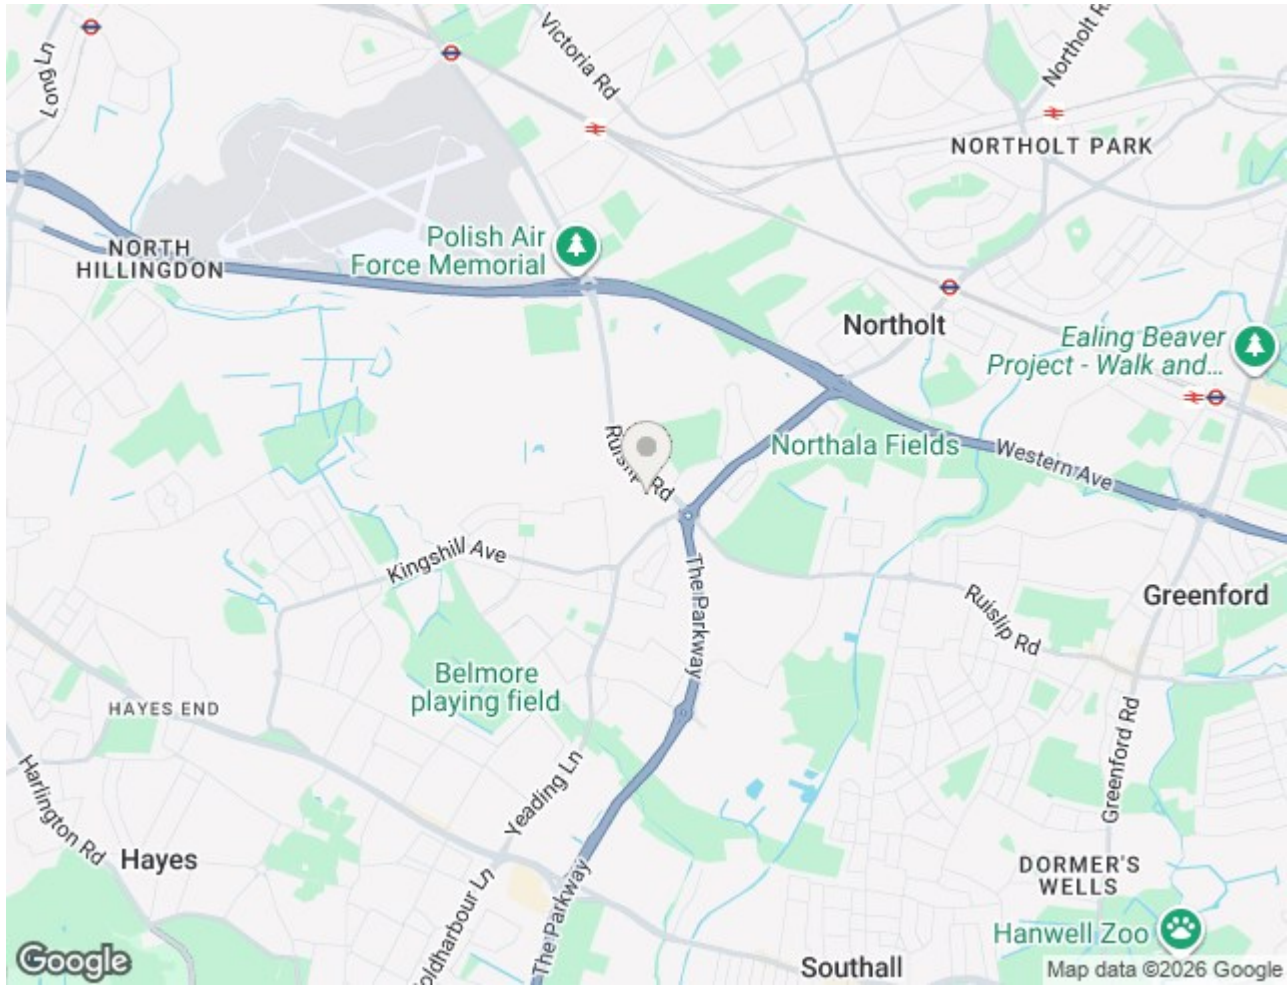 Long Ln
Victoria Rd
Northolt Rd
NORTHOLT PARK
NORTH
HILLINGDON
Polish Air
Force Memorial
Northolt
Ealing Beaver
Project - Walk and...
Ruislip Rd
Northala Fields
Western Ave
Kingshill Ave
The Parkway
Ruislip Rd
Greenford
Belmore
playing field
HAYES END
Harlington Rd
Yeading Ln
Greenford Rd
Hayes
DORMER'S
WELLS
oldharbour Ln
The Parkway
Hanwell Zoo
Southall
Google
Map data ©2026 Google